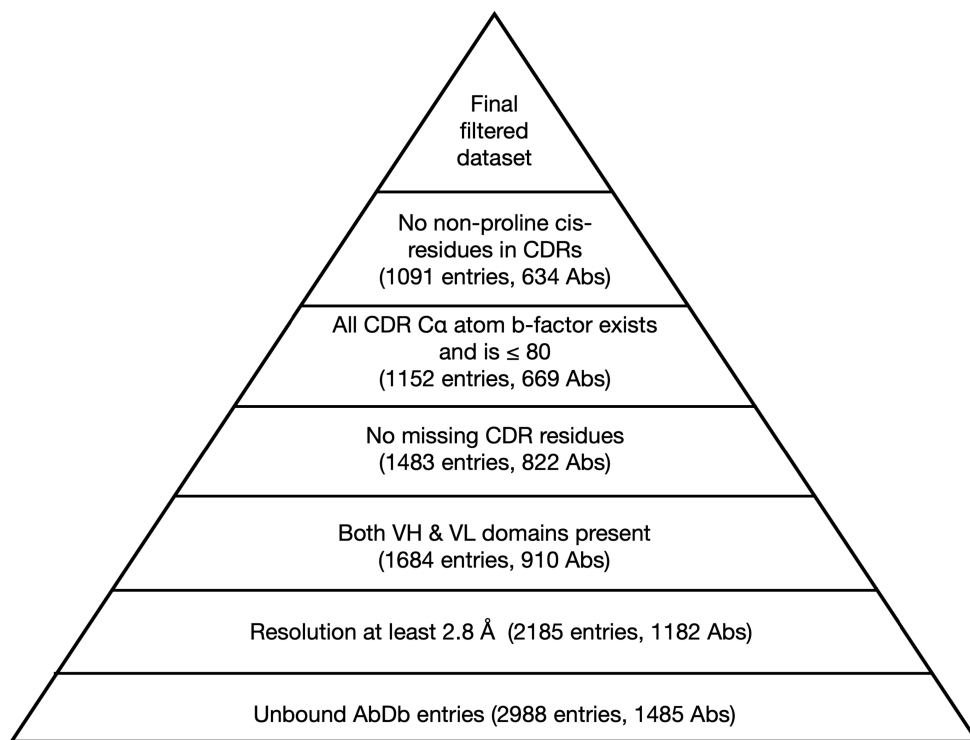 Final
filtered
dataset
No non-proline cis-
residues in CDRs
(1091 entries, 634 Abs)
All CDR Cα atom b-factor exists
and is ≤ 80
(1152 entries, 669 Abs)
No missing CDR residues
(1483 entries, 822 Abs)
Both VH & VL domains present
(1684 entries, 910 Abs)
Resolution at least 2.8 Å (2185 entries, 1182 Abs)
Unbound AbDb entries (2988 entries, 1485 Abs)